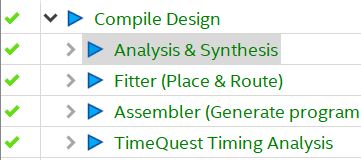 Compile Design
Analysis & Synthesis
Fitter (Place & Route)
Assembler (Generate program
TimeQuest Timing Analysis